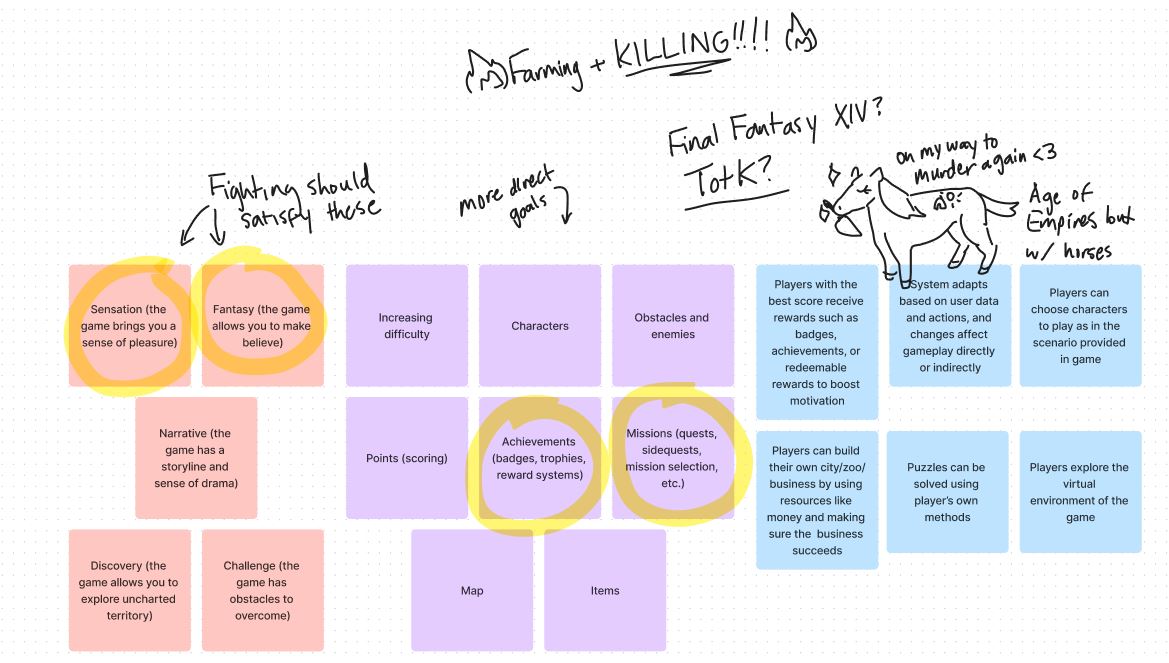 Farming + KILLING!!!!
Final Fantasy XIV?
TotK?
on my way to
murder again <3
Age of
Empires but
w/ horses
Fighting should
satisfy these
more direct
goals
Sensation (the
game brings you a
sense of pleasure)
Fantasy (the game
allows you to make
believe)
Narrative (the
game has a
storyline and
sense of drama)
Discovery (the
game allows you to
explore uncharted
territory)
Challenge (the
game has
obstacles to
overcome)
Increasing
difficulty
Characters
Obstacles and
enemies
Points (scoring)
Achievements
(badges, trophies,
reward systems)
Missions (quests,
sidequests,
mission selection,
etc.)
Map
Items
Players with the
best score receive
rewards such as
badges,
achievements, or
redeemable
rewards to boost
motivation
System adapts
based on user data
and actions, and
changes affect
gameplay directly
or indirectly
Players can
choose characters
to play as in the
scenario provided
in game
Players can build
their own city/zoo/
business by using
resources like
money and making
sure the business
succeeds
Puzzles can be
solved using
player's own
methods
Players explore the
virtual
environment of the
game